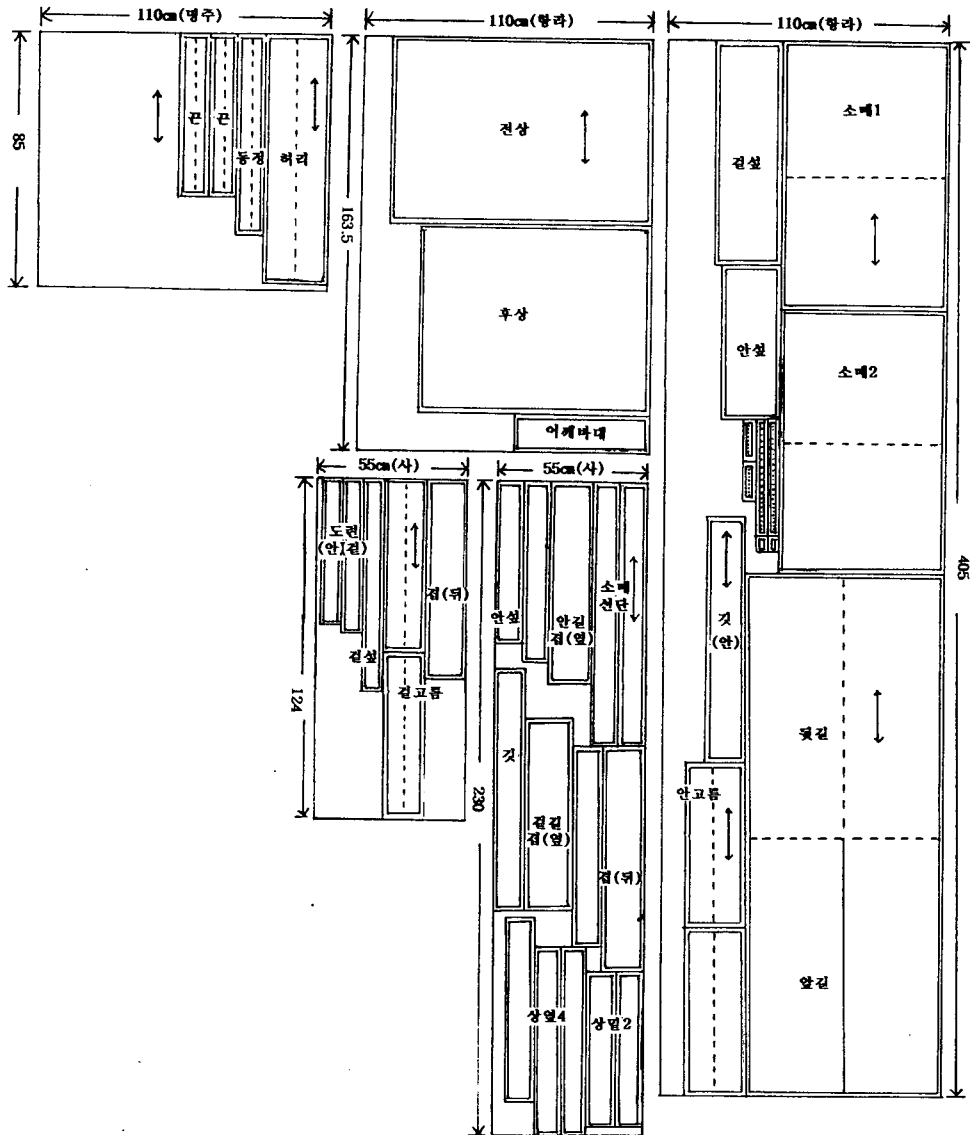 110cm(명주)
85
끈
끈
동정
허리
110cm(항라)
163.5
전상
후상
어깨바대
110cm(항라)
405
소매1
겉섶
안섶
소매2
깃
(안)
뒷길
안고름
앞길
55cm(사)
124
도련
(안)(겉)
겉섶
접(뒤)
겉고름
55cm(사)
230
안섶
안길
접(옆)
소매
선단
깃
겉길
접(옆)
접(뒤)
상옆4
상밑2